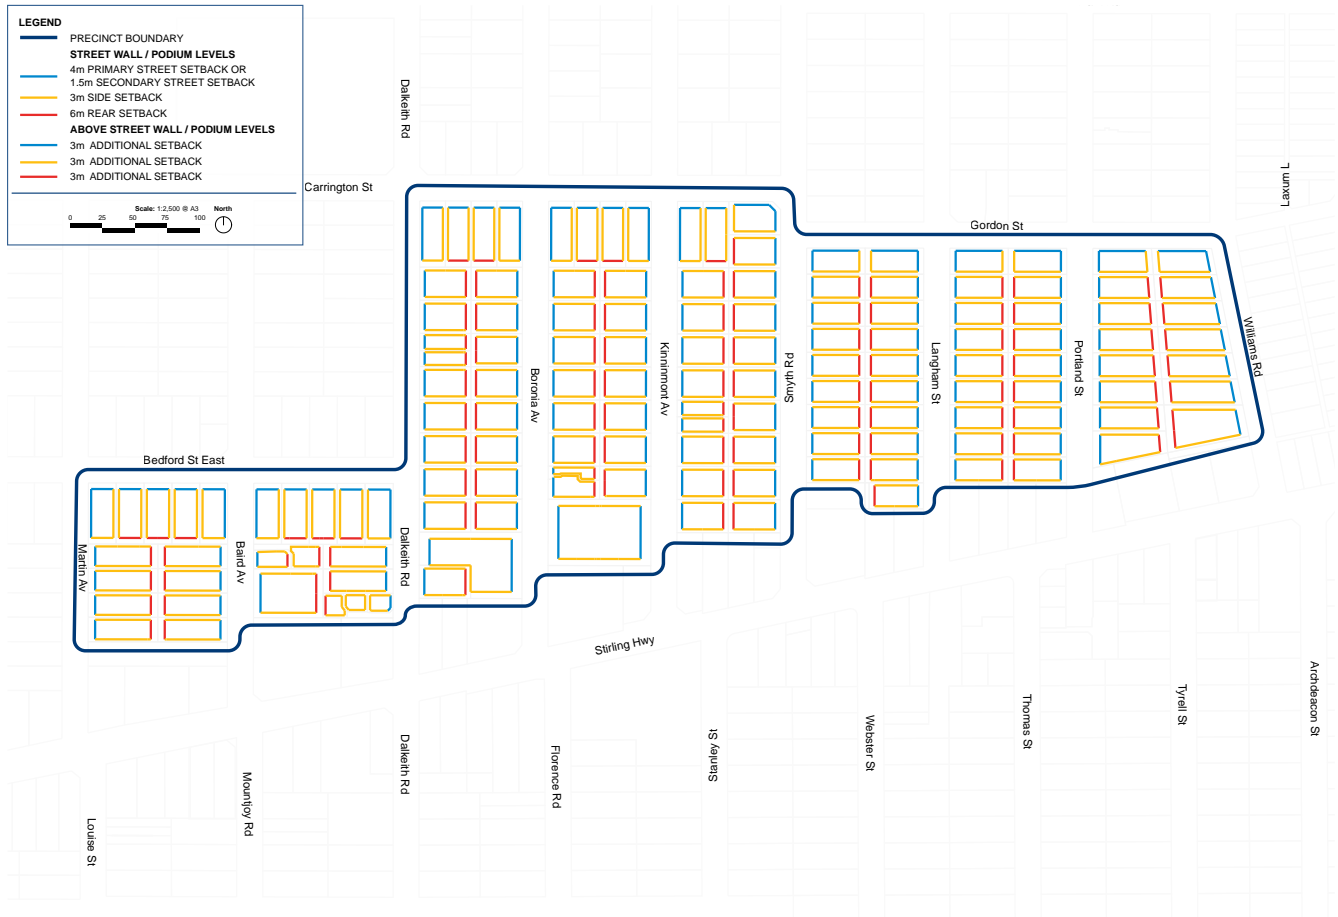 LEGEND
PRECINCT BOUNDARY
STREET WALL / PODIUM LEVELS
4m PRIMARY STREET SETBACK OR
1.5m SECONDARY STREET SETBACK
3m SIDE SETBACK
6m REAR SETBACK
ABOVE STREET WALL / PODIUM LEVELS
3m ADDITIONAL SETBACK
3m ADDITIONAL SETBACK
3m ADDITIONAL SETBACK
Scale: 1:2,500 @ A3 North
0 25 50 75 100
Dalkeith Rd
Carrington St
Luxml
Gordon St
Williams Rd
Boronia Av
Kinninmont Av
Smyth Rd
Langham St
Portland St
Bedford St East
Martin Av
Baird Av
Dalkeith Rd
Stirling Hwy
Louise St
Mountjoy Rd
Dalkeith Rd
Florence Rd
Stanley St
Webster St
Thomas St
Tyrell St
Archdeacon St